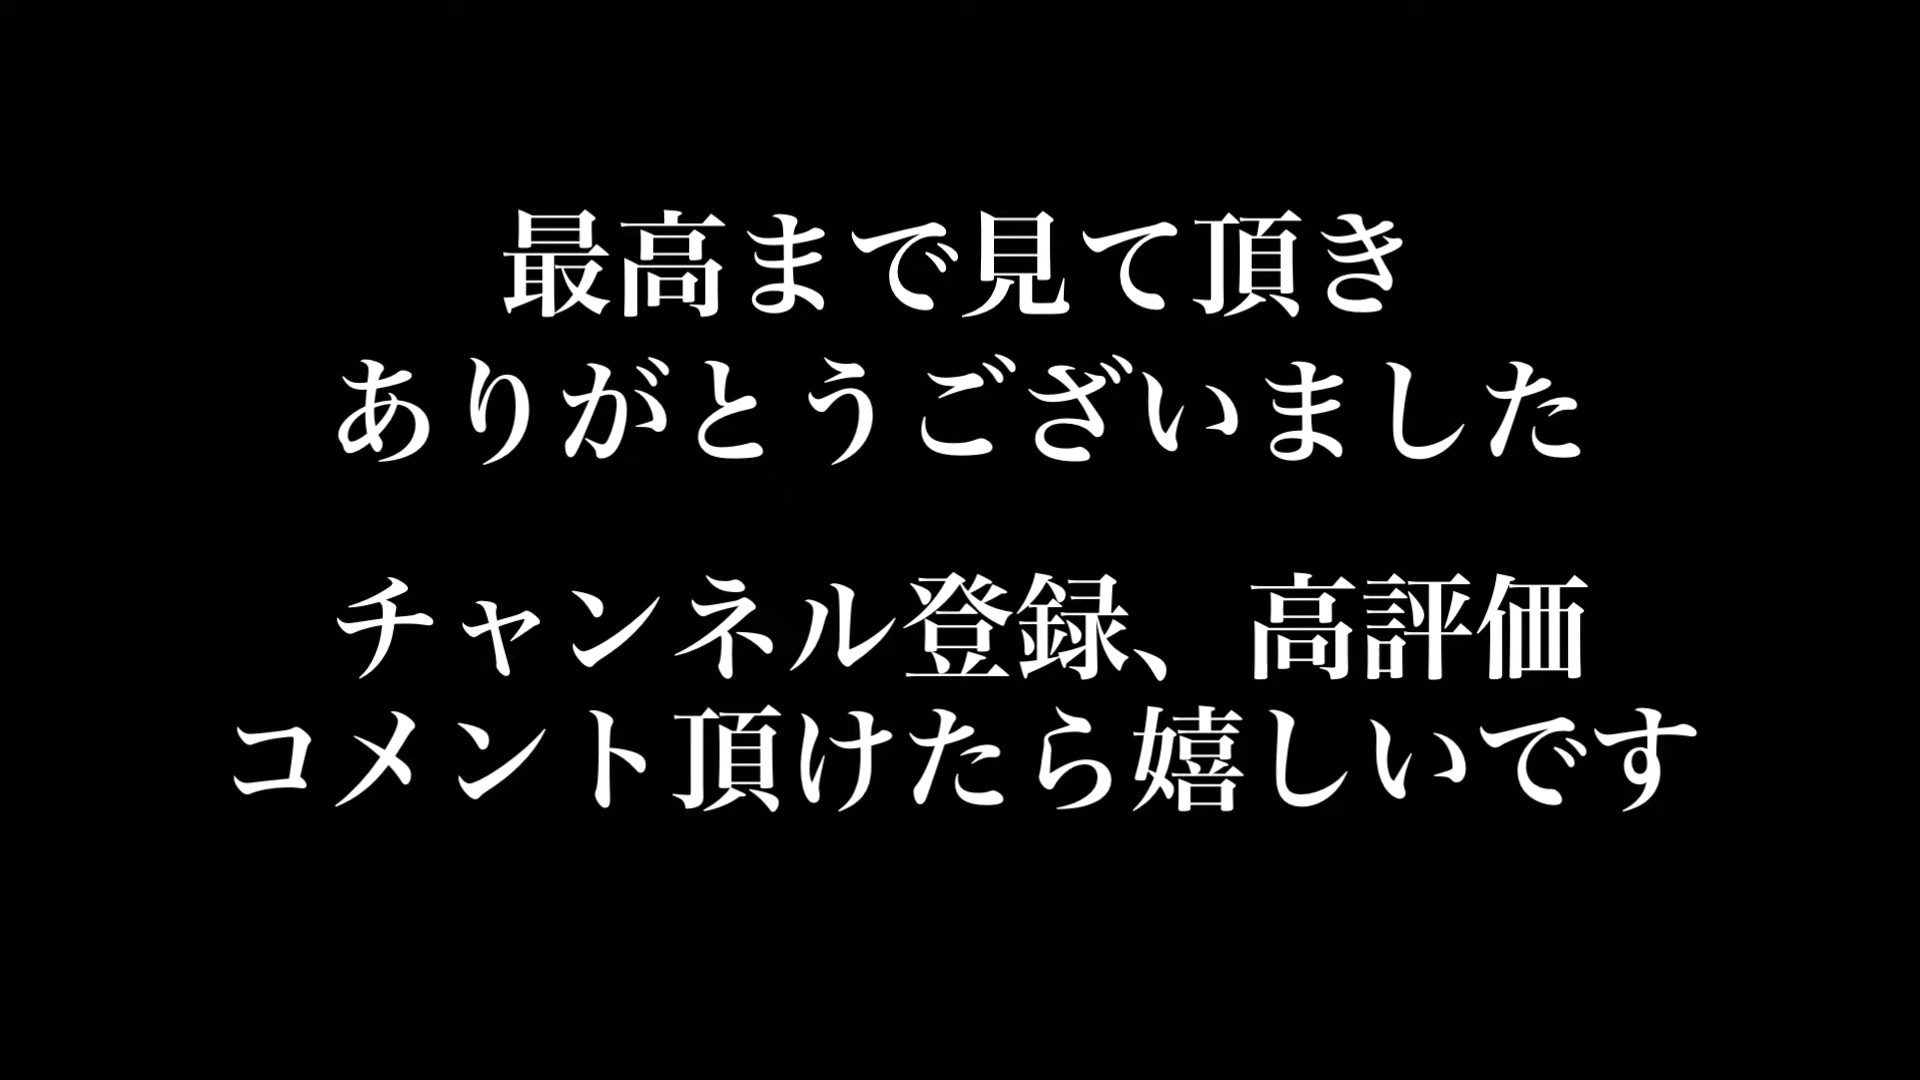 最高まで見て頂き
ありがとうございました
チャンネル登録、高評価
コメント頂けたら嬉しいです